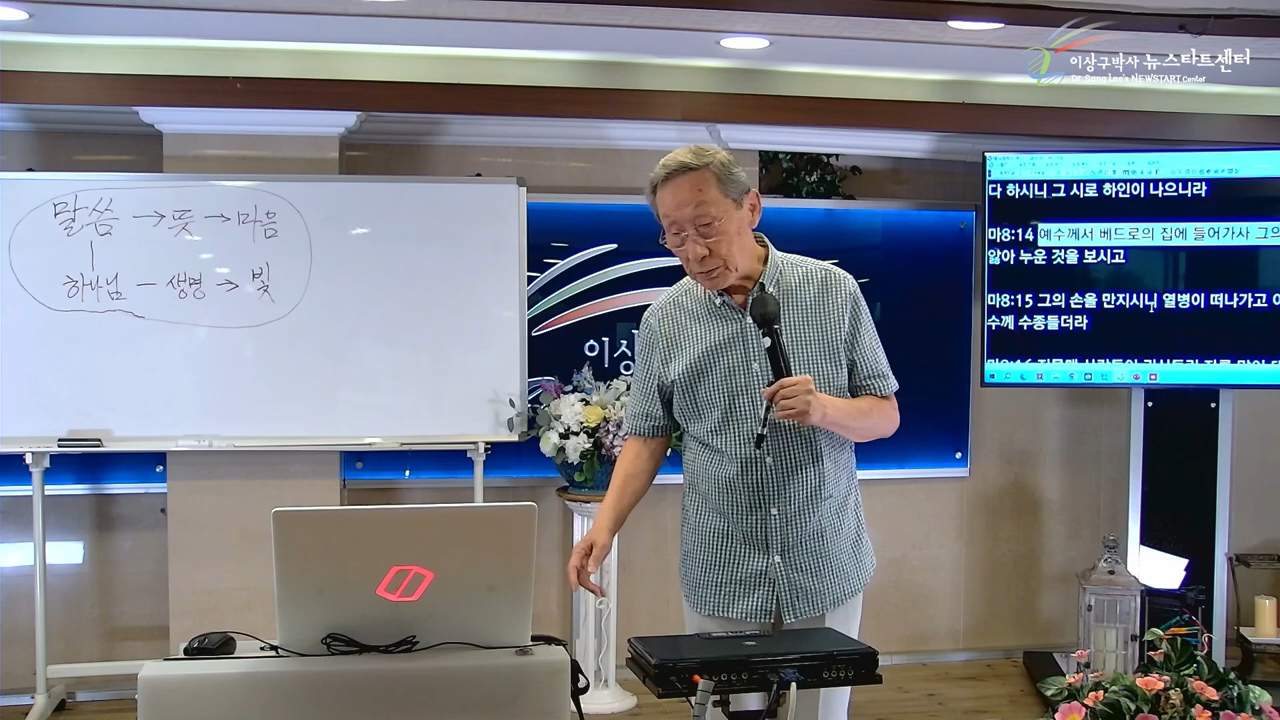 이상구박사 뉴스타트센터
Dr. Sang Lee's NEWSTART Center
말씀 → 뜻 → 마음
하나님 – 생명 → 빛
이상
다 하시니 그 시로 하인이 나으니라
마8:14 예수께서 베드로의 집에 들어가사 그의
앓아 누운 것을 보시고
마8:15 그의 손을 만지시니 열병이 떠나가고
수께 수종들더라